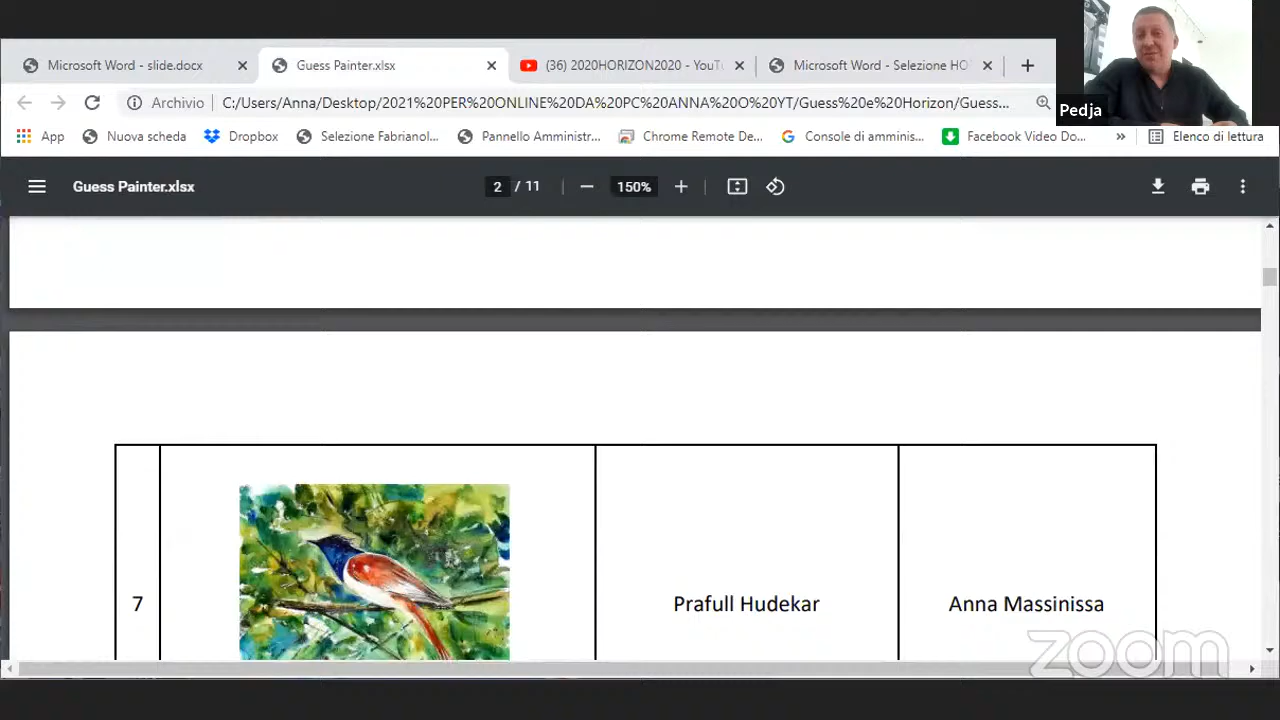 Microsoft Word - slide.docx
Guess Painter.xlsx
(36) 2020HORIZON2020 - YouTu
Microsoft Word - Selezione HO
Pedja
Archivio
C:/Users/Anna/Desktop/2021%20PER%20ONLINE%20DA%20PC%20ANNA%20O%20YT/Guess%20e%20Horizon/Guess...
App
Nuova scheda
Dropbox
Selezione Fabrianol...
Pannello Amministr...
Chrome Remote De...
Console di amminis...
Facebook Video Do...
»
Elenco di lettura
Guess Painter.xlsx
2 / 11
150%
7
Prafull Hudekar
Anna Massinissa
zoom